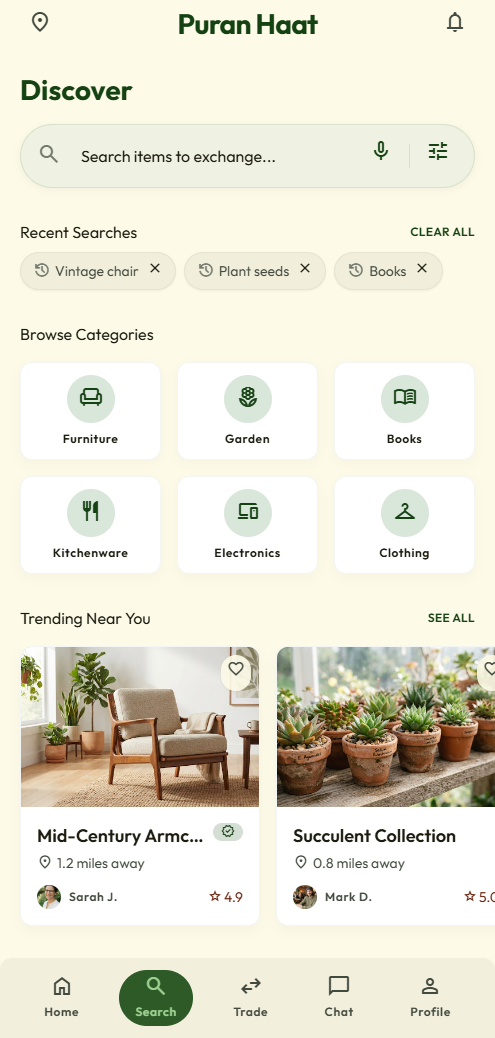 Puran Haat
Discover
Search items to exchange...
Recent Searches
CLEAR ALL
Vintage chair
Plant seeds
Books
Browse Categories
Furniture
Garden
Books
Kitchenware
Electronics
Clothing
Trending Near You
SEE ALL
Mid-Century Armc...
1.2 miles away
Sarah J.
4.9
Succulent Collection
0.8 miles away
Mark D.
5.0
Home
Search
Trade
Chat
Profile